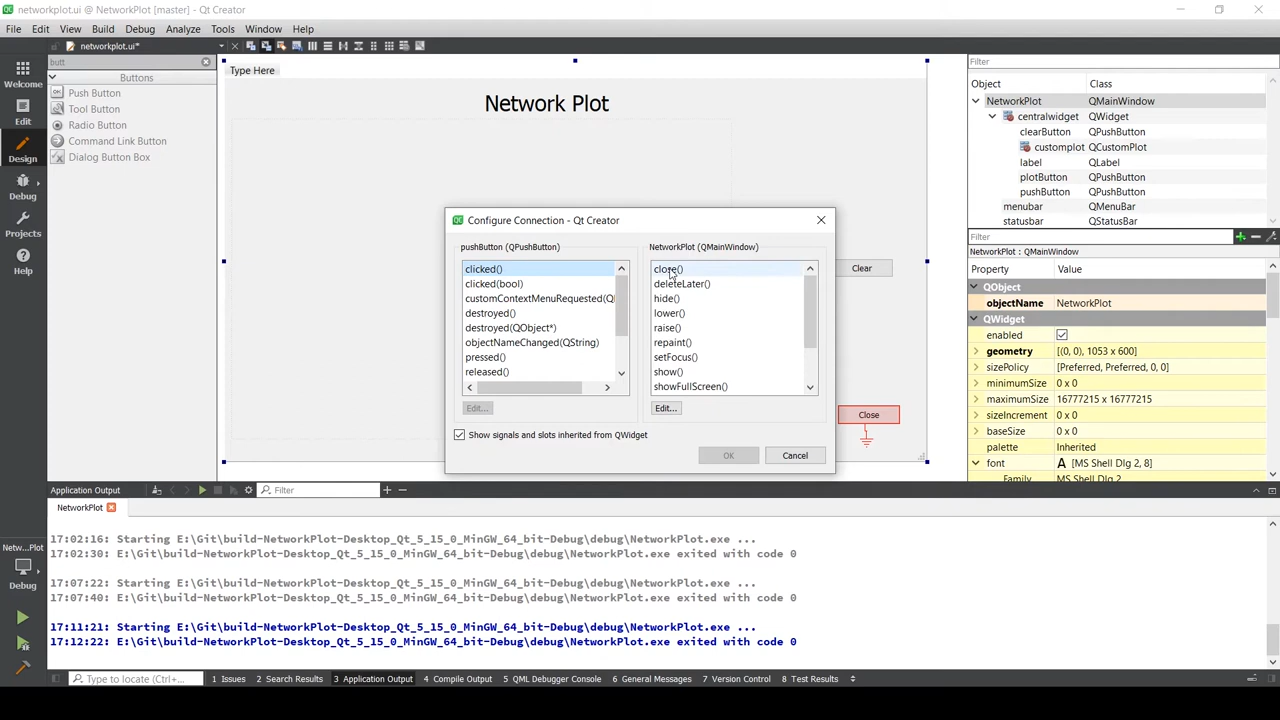 networkplot.ui @ NetworkPlot [master] - Qt Creator
File Edit View Build Debug Analyze Tools Window Help
networkplot.ui*
butt
Filter
Buttons
Push Button
Tool Button
Radio Button
Command Link Button
Dialog Button Box
Welcome
Edit
Design
Debug
Projects
Help
Type Here
Network Plot
Clear
Close
Configure Connection - Qt Creator
pushButton (QPushButton)
clicked()
clicked(bool)
customContextMenuRequested(Q
destroyed()
destroyed(QObject*)
objectNameChanged(QString)
pressed()
released()
Edit...
NetworkPlot (QMainWindow)
close()
deleteLater()
hide()
lower()
raise()
repaint()
setFocus()
show()
showFullScreen()
Edit...
Show signals and slots inherited from QWidget
OK Cancel
Object Class
NetworkPlot QMainWindow
centralwidget QWidget
clearButton QPushButton
customplot QCustomPlot
label QLabel
plotButton QPushButton
pushButton QPushButton
menubar QMenuBar
statusbar QStatusBar
Filter
NetworkPlot : QMainWindow
Property Value
QObject
objectName NetworkPlot
QWidget
enabled
geometry [(0, 0), 1053 x 600]
sizePolicy [Preferred, Preferred, 0, 0]
minimumSize 0 x 0
maximumSize 16777215 x 16777215
sizeIncrement 0 x 0
baseSize 0 x 0
palette Inherited
font A [MS Shell Dlg 2, 8]
Family MS Shell Dlg 2
Application Output
Filter
NetworkPlot
17:02:16: Starting E:\Git\build-NetworkPlot-Desktop_Qt_5_15_0_MinGW_64_bit-Debug\debug\NetworkPlot.exe ...
17:02:30: E:\Git\build-NetworkPlot-Desktop_Qt_5_15_0_MinGW_64_bit-Debug\debug\NetworkPlot.exe exited with code 0
17:07:22: Starting E:\Git\build-NetworkPlot-Desktop_Qt_5_15_0_MinGW_64_bit-Debug\debug\NetworkPlot.exe ...
17:07:40: E:\Git\build-NetworkPlot-Desktop_Qt_5_15_0_MinGW_64_bit-Debug\debug\NetworkPlot.exe exited with code 0
17:11:21: Starting E:\Git\build-NetworkPlot-Desktop_Qt_5_15_0_MinGW_64_bit-Debug\debug\NetworkPlot.exe ...
17:12:22: E:\Git\build-NetworkPlot-Desktop_Qt_5_15_0_MinGW_64_bit-Debug\debug\NetworkPlot.exe exited with code 0
Netw...Plot
Debug
Type to locate (Ctrl+...
1 Issues 2 Search Results 3 Application Output 4 Compile Output 5 QML Debugger Console 6 General Messages 7 Version Control 8 Test Results